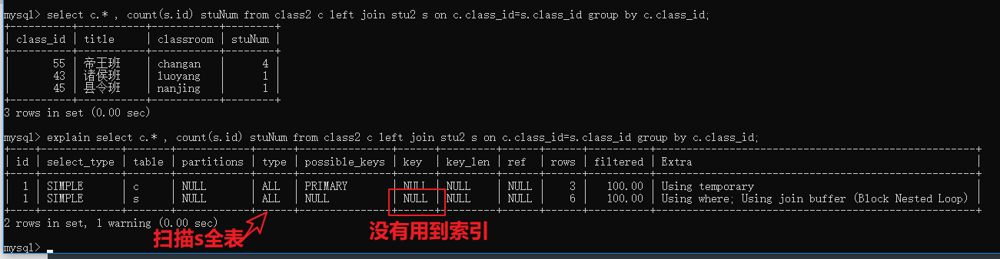 mysql> select c.* , count(s.id) stuNum from class2 c left join stu2 s on c.class_id=s.class_id group by c.class_id;
+----------+--------+-----------+--------+
| class_id | title | classroom | stuNum |
+----------+--------+-----------+--------+
| 55 | 帝王班 | changan | 4 |
| 43 | 诸侯班 | luoyang | 1 |
| 45 | 县令班 | nanjing | 1 |
+----------+--------+-----------+--------+
3 rows in set (0.00 sec)
mysql> explain select c.* , count(s.id) stuNum from class2 c left join stu2 s on c.class_id=s.class_id group by c.class_id;
+----+-------------+-------+------------+------+---------------+------+---------+------+------+----------+----------------------------------------------------+
| id | select_type | table | partitions | type | possible_keys | key | key_len | ref | rows | filtered | Extra |
+----+-------------+-------+------------+------+---------------+------+---------+------+------+----------+----------------------------------------------------+
| 1 | SIMPLE | c | NULL | ALL | PRIMARY | NULL | NULL | NULL | 3 | 100.00 | Using temporary |
| 1 | SIMPLE | s | NULL | ALL | NULL | NULL | NULL | NULL | 6 | 100.00 | Using where; Using join buffer (Block Nested Loop) |
+----+-------------+-------+------------+------+---------------+------+---------+------+------+----------+----------------------------------------------------+
2 rows in set, 1 warning (0.00 sec)
扫描s全表
没有用到索引
mysql>